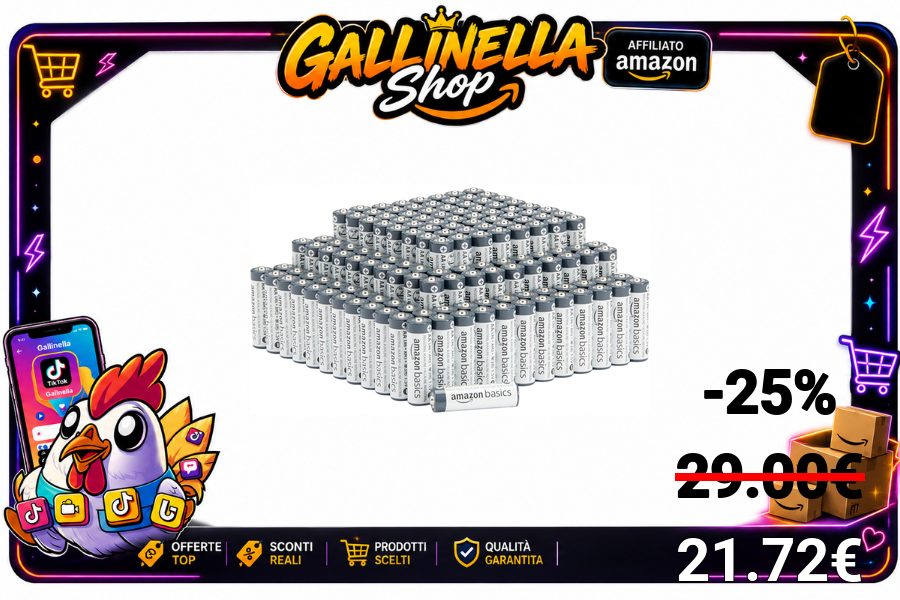 GALLINELLA
Shop
AFFILIATO
amazon
Gallinella
TikTok
Gallinella
amazon basics
-25%
29.00€
21.72€
OFFERTE
TOP
SCONTI
REALI
PRODOTTI
SCELTI
QUALITÀ
GARANTITA